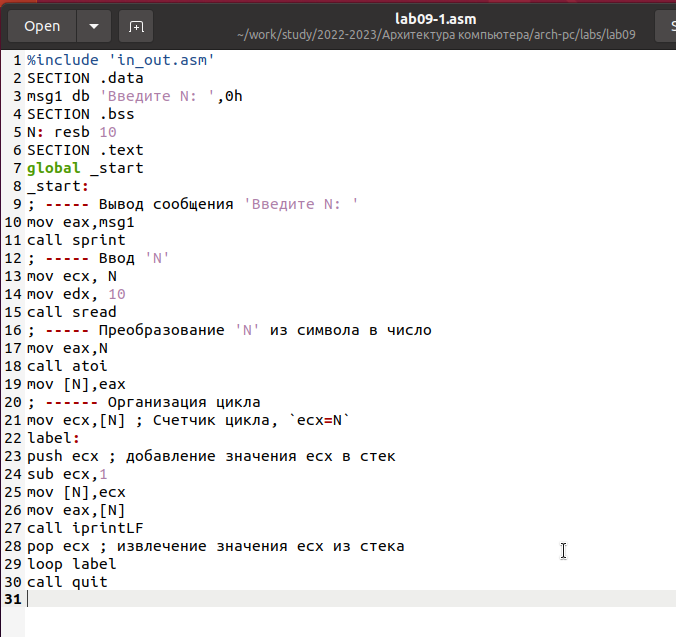 Open
lab09-1.asm
~/work/study/2022-2023/Архитектура компьютера/arch-pc/labs/lab09
S
1 %include 'in_out.asm'
2 SECTION .data
3 msg1 db 'Введите N: ',0h
4 SECTION .bss
5 N: resb 10
6 SECTION .text
7 global _start
8 _start:
9 ; ----- Вывод сообщения 'Введите N: '
10 mov eax,msg1
11 call sprint
12 ; ----- Ввод 'N'
13 mov ecx, N
14 mov edx, 10
15 call sread
16 ; ----- Преобразование 'N' из символа в число
17 mov eax,N
18 call atoi
19 mov [N],eax
20 ; ------ Организация цикла
21 mov ecx,[N] ; Счетчик цикла, `ecx=N`
22 label:
23 push ecx ; добавление значения ecx в стек
24 sub ecx,1
25 mov [N],ecx
26 mov eax,[N]
27 call iprintLF
28 pop ecx ; извлечение значения ecx из стека
29 loop label
30 call quit
31